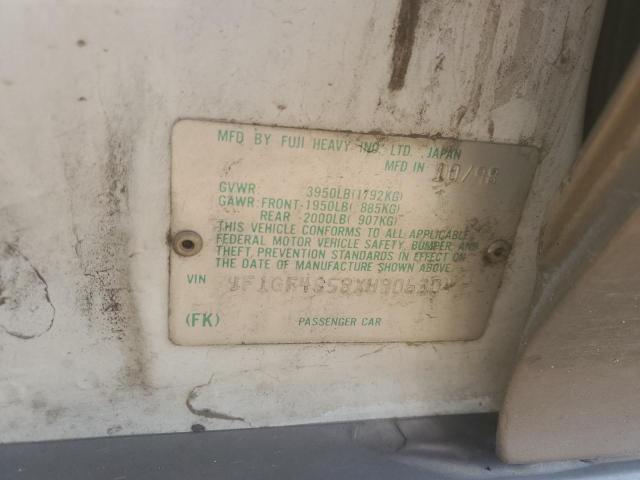 MFD BY FUJI HEAVY IND. LTD. JAPAN
MFD IN 10/98
GVWR: 3950LB(1792KG)
GAWR: FRONT-1950LB( 885KG)
REAR -2000LB( 907KG)
THIS VEHICLE CONFORMS TO ALL APPLICABLE
FEDERAL MOTOR VEHICLE SAFETY, BUMPER, AND
THEFT PREVENTION STANDARDS IN EFFECT ON
THE DATE OF MANUFACTURE SHOWN ABOVE.
VIN
(FK) PASSENGER CAR